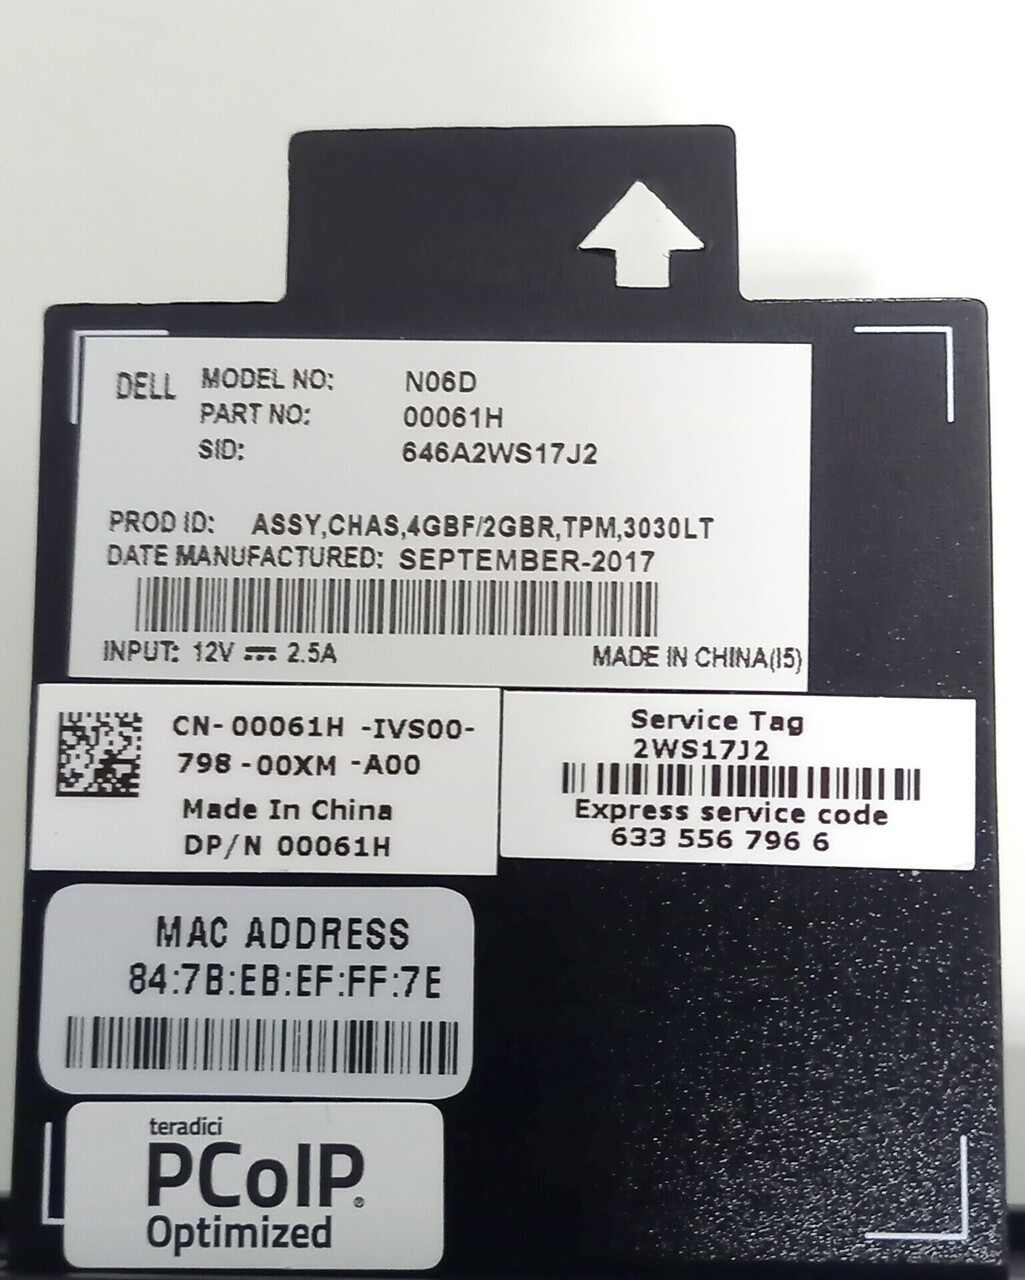 DELL MODEL NO: N06D
PART NO: 00061H
SID: 646A2WS17J2
PROD ID: ASSY,CHAS,4GBF/2GBR,TPM,3030LT
DATE MANUFACTURED: SEPTEMBER-2017
INPUT: 12V ⎓ 2.5A MADE IN CHINA(I5)
CN- 00061H -IVS00-
798 -00XM -A00
Made In China
DP/N 00061H
Service Tag
2WS17J2
Express service code
633 556 796 6
MAC ADDRESS
84:7B:EB:EF:FF:7E
teradici
PCoIP®
Optimized